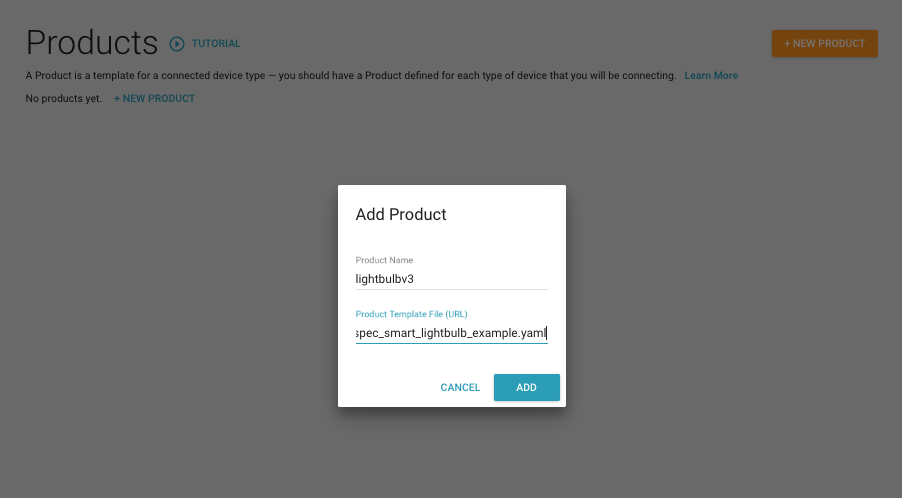 Products TUTORIAL + NEW PRODUCT
A Product is a template for a connected device type — you should have a Product defined for each type of device that you will be connecting. Learn More
No products yet. + NEW PRODUCT
Add Product
Product Name
lightbulbv3
Product Template File (URL)
spec_smart_lightbulb_example.yaml
CANCEL ADD